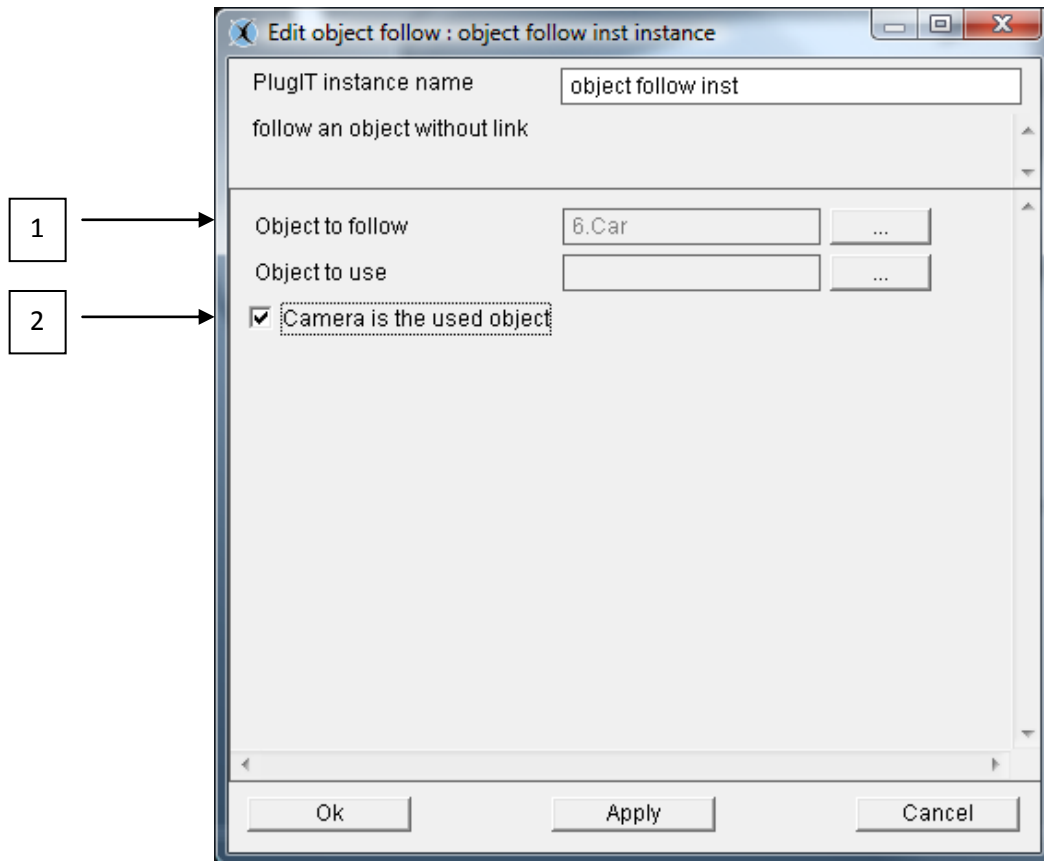 Edit object follow : object follow inst instance
PlugIT instance name object follow inst
follow an object without link
1 Object to follow 6.Car ...
Object to use ...
2 Camera is the used object
Ok Apply Cancel